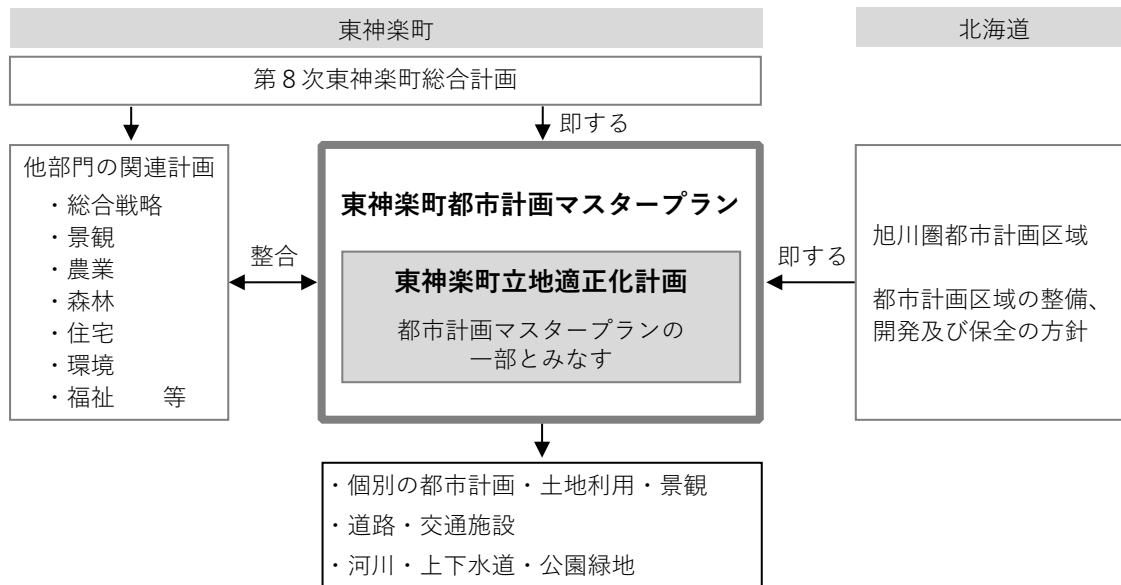 東神楽町
北海道
第８次東神楽町総合計画
即する
他部門の関連計画
・総合戦略
・景観
・農業
・森林
・住宅
・環境
・福祉　　等
整合
東神楽町都市計画マスタープラン
東神楽町立地適正化計画
都市計画マスタープランの
一部とみなす
即する
旭川圏都市計画区域
都市計画区域の整備、
開発及び保全の方針
・個別の都市計画・土地利用・景観
・道路・交通施設
・河川・上下水道・公園緑地